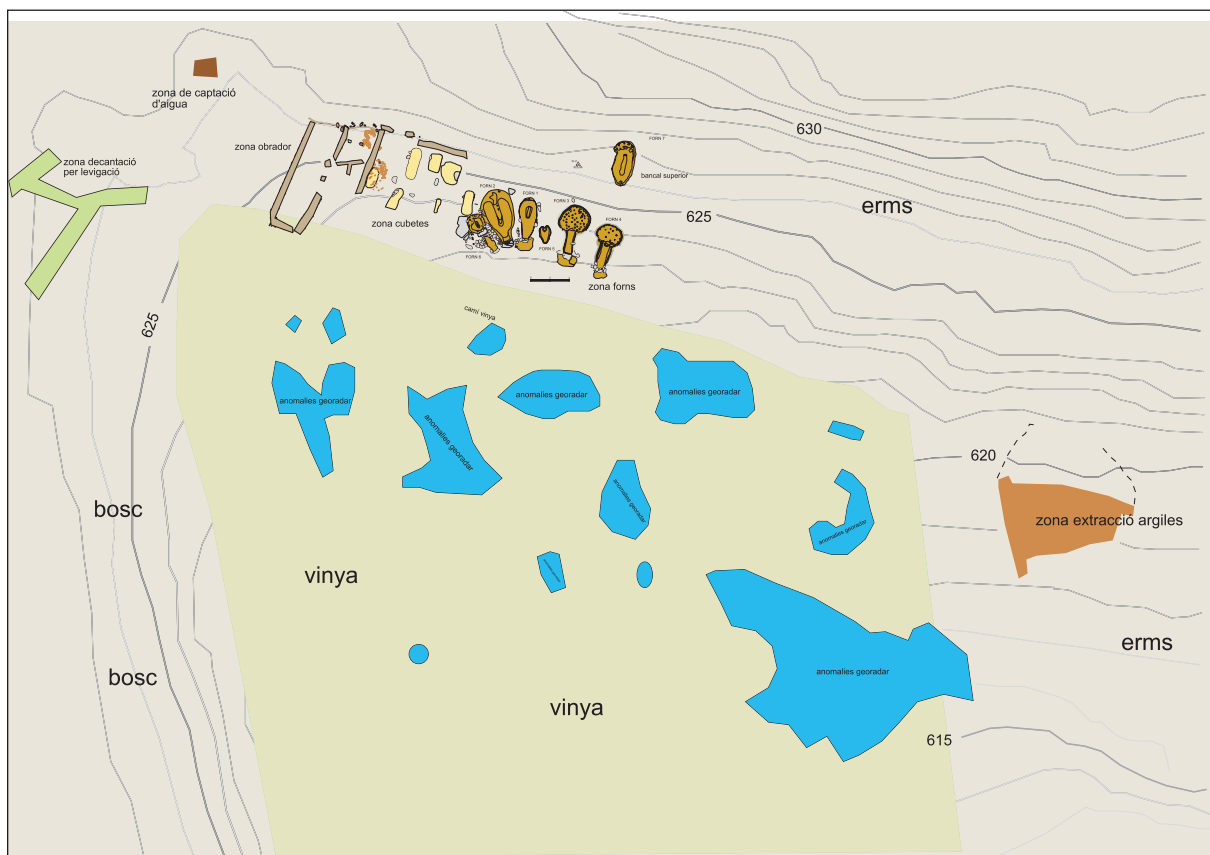 zona de captació
d'aigua
zona obrador
zona decantació
per levigació
zona cubetes
FORN 7
bancal superior
FORN 2
FORN 1
FORN 3
FORN 4
FORN 5
FORN 6
zona forns
630
625
erms
625
camí vinya
anomalies georadar
anomalies georadar
anomalies georadar
anomalies georadar
anomalies georadar
anomalies georadar
anomalies georadar
anomalies georadar
620
zona extracció argiles
bosc
vinya
erms
bosc
vinya
615